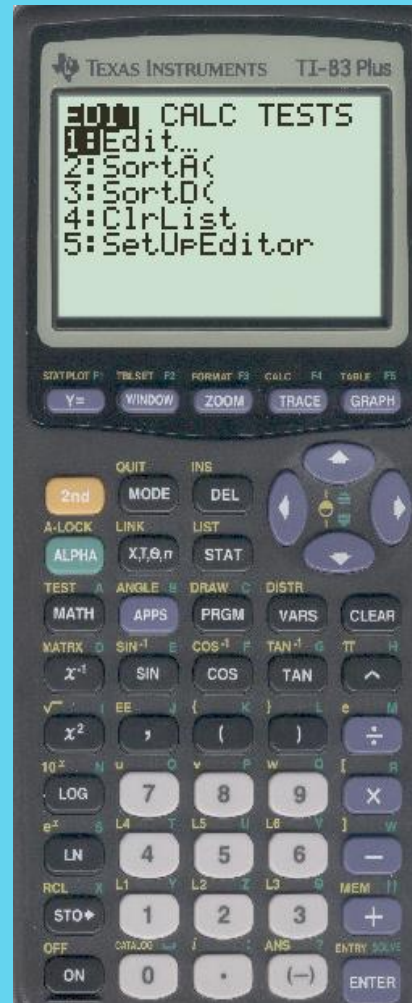 TEXAS INSTRUMENTS TI-83 Plus
EDIT CALC TESTS
1:Edit…
2:SortA(
3:SortD(
4:ClrList
5:SetUpEditor
STAT PLOT F1 TBLSET F2 FORMAT F3 CALC F4 TABLE F5
Y= WINDOW ZOOM TRACE GRAPH
QUIT INS
2nd MODE DEL
A-LOCK LINK LIST
ALPHA X,T,Θ,n STAT
TEST A ANGLE B DRAW C DISTR
MATH APPS PRGM VARS CLEAR
MATRX D SIN⁻¹ E COS⁻¹ F TAN⁻¹ G π H
x⁻¹ SIN COS TAN ^
√ I EE J { K } L e M
x² , ( ) ÷
10ˣ N u O v P w Q [ R
LOG 7 8 9 ×
eˣ S L4 T L5 U L6 V ] W
LN 4 5 6 −
RCL X L1 Y L2 Z L3 θ MEM "
STO▸ 1 2 3 +
OFF CATALOG i : ANS ? ENTRY SOLVE
ON 0 . (−) ENTER